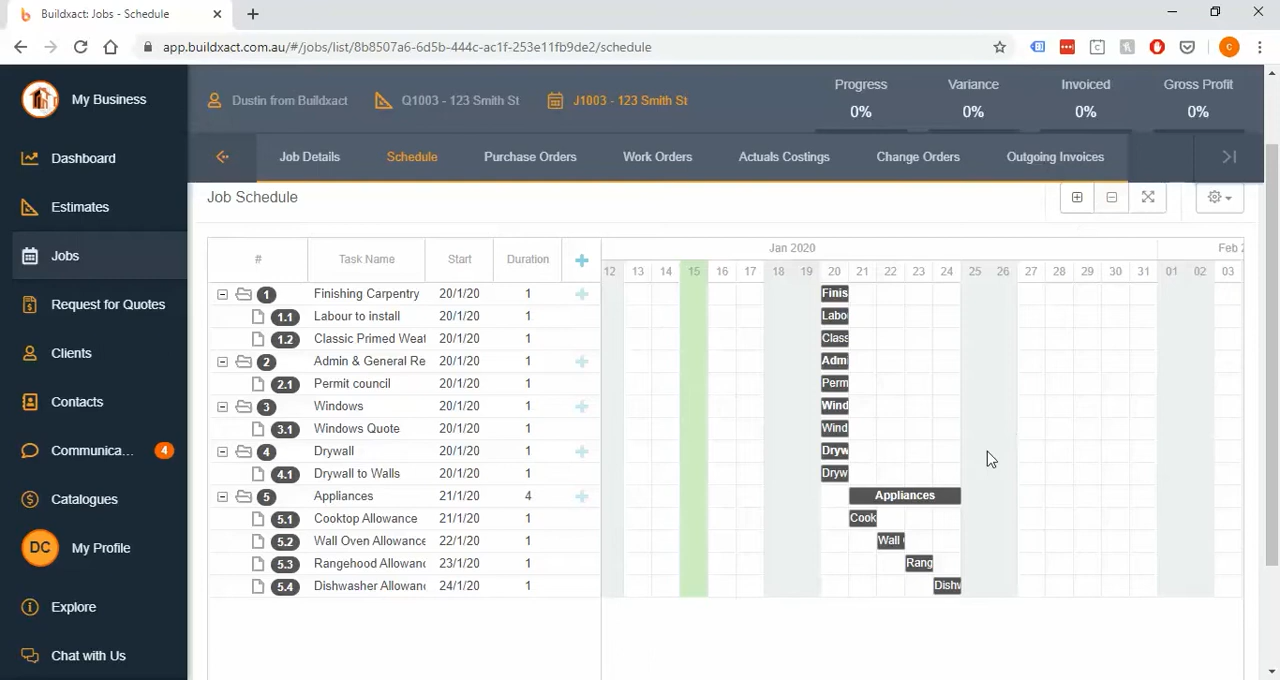 Buildxact: Jobs - Schedule
app.buildxact.com.au/#/jobs/list/8b8507a6-6d5b-444c-ac1f-253e11fb9de2/schedule
C
My Business
Dashboard
Estimates
Jobs
Request for Quotes
Clients
Contacts
Communica... 4
Catalogues
DC My Profile
Explore
Chat with Us
Dustin from Buildxact Q1003 - 123 Smith St J1003 - 123 Smith St
Progress Variance Invoiced Gross Profit
0% 0% 0% 0%
Job Details Schedule Purchase Orders Work Orders Actuals Costings Change Orders Outgoing Invoices
Job Schedule
# Task Name Start Duration
Jan 2020 Feb 2
12 13 14 15 16 17 18 19 20 21 22 23 24 25 26 27 28 29 30 31 01 02 03
1 Finishing Carpentry 20/1/20 1 Finis
1.1 Labour to install 20/1/20 1 Labo
1.2 Classic Primed Weat 20/1/20 1 Class
2 Admin & General Re 20/1/20 1 Admi
2.1 Permit council 20/1/20 1 Perm
3 Windows 20/1/20 1 Wind
3.1 Windows Quote 20/1/20 1 Wind
4 Drywall 20/1/20 1 Dryw
4.1 Drywall to Walls 20/1/20 1 Dryw
5 Appliances 21/1/20 4 Appliances
5.1 Cooktop Allowance 21/1/20 1 Cook
5.2 Wall Oven Allowance 22/1/20 1 Wall
5.3 Rangehood Allowan 23/1/20 1 Rang
5.4 Dishwasher Allowan 24/1/20 1 Dishw